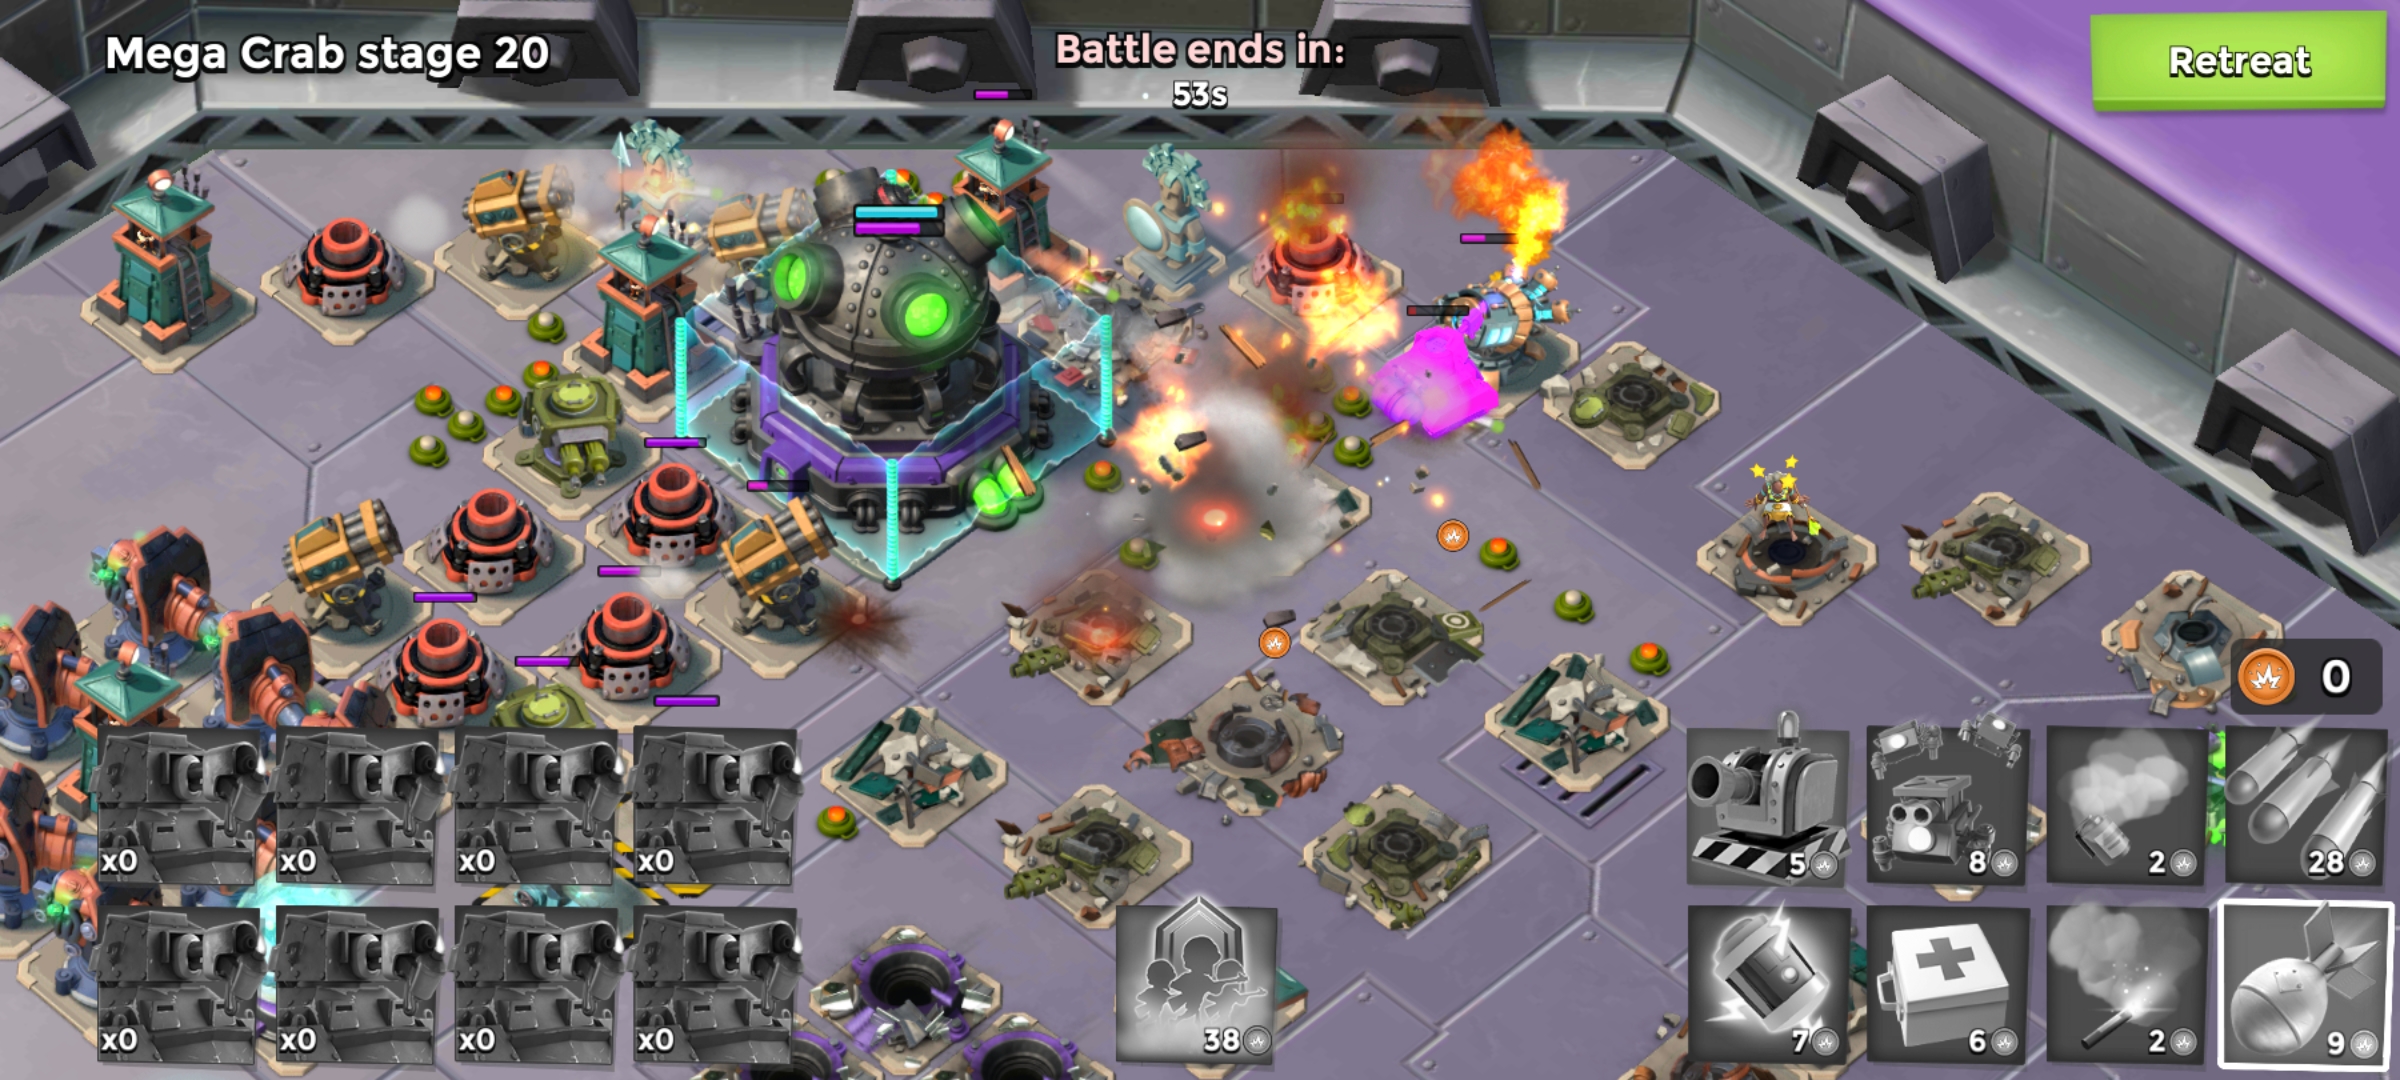 Mega Crab stage 20
Battle ends in:
53s
Retreat
0
x0 x0 x0 x0
5 8 2 28
x0 x0 x0 x0
38
7 6 2 9